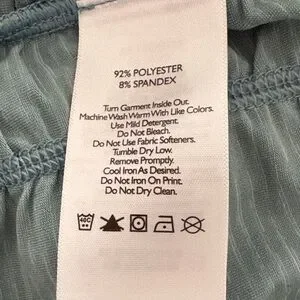 92% POLYESTER
8% SPANDEX
Turn Garment Inside Out.
Machine Wash Warm With Like Colors.
Use Mild Detergent.
Do Not Bleach.
Do Not Use Fabric Softeners.
Tumble Dry Low.
Remove Promptly.
Cool Iron As Desired.
Do Not Iron On Print.
Do Not Dry Clean.
40C